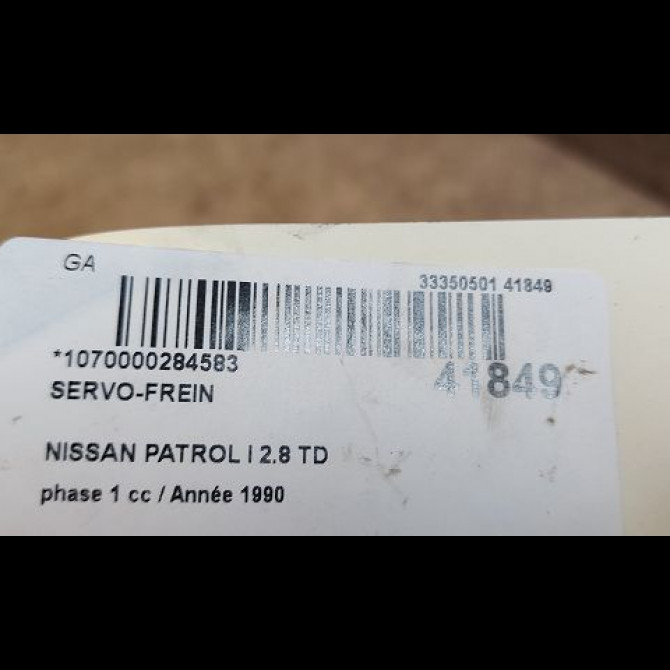 GA
33350501 41849
*1070000284583
41849
SERVO-FREIN
NISSAN PATROL I 2.8 TD
phase 1 cc / Année 1990